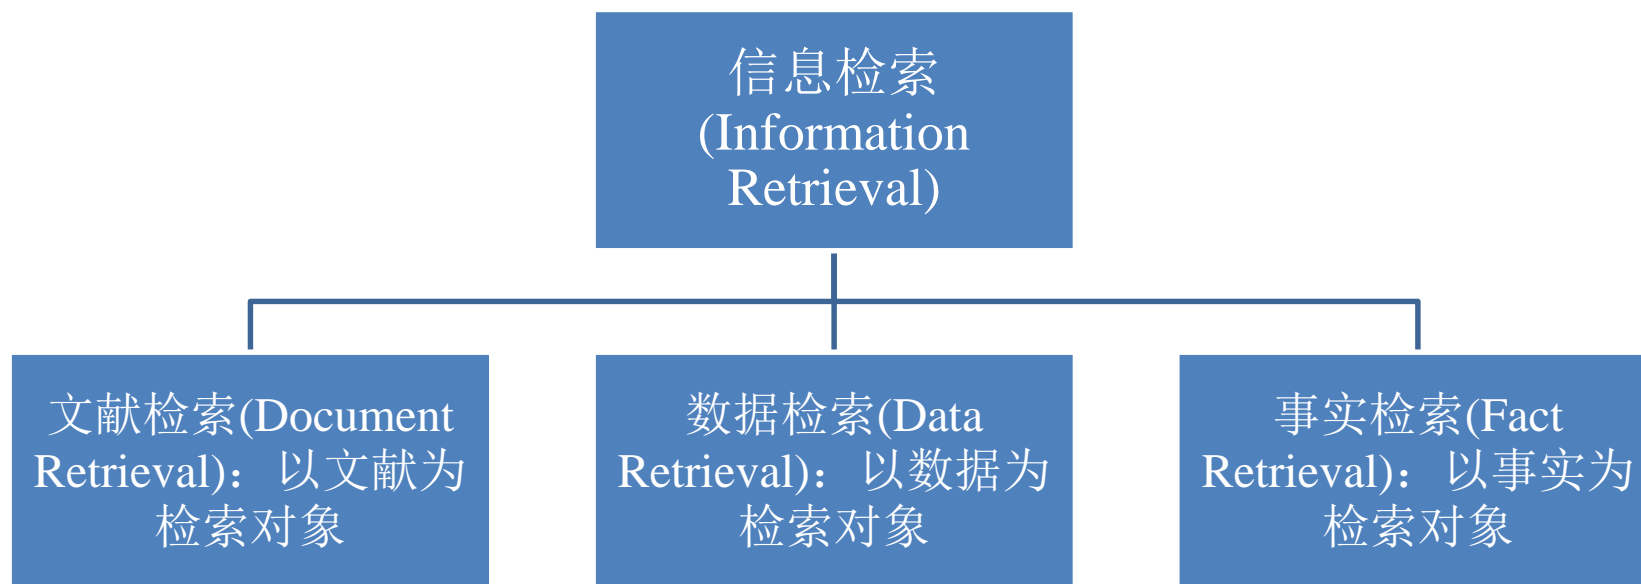 信息检索
(Information
Retrieval)
文献检索(Document
Retrieval)：以文献为
检索对象
数据检索(Data
Retrieval)：以数据为
检索对象
事实检索(Fact
Retrieval)：以事实为
检索对象